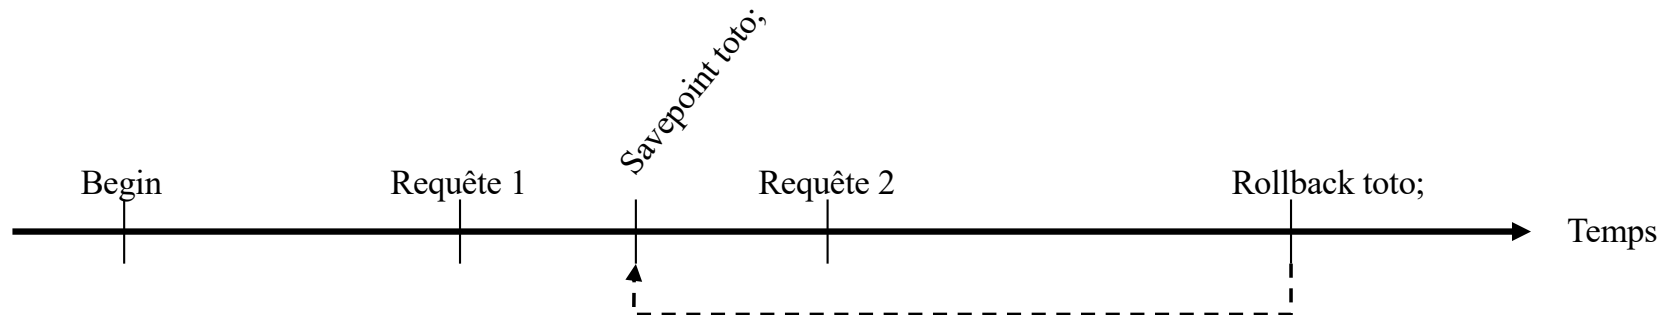 Savepoint toto;
Begin
Requête 1
Requête 2
Rollback toto;
Temps